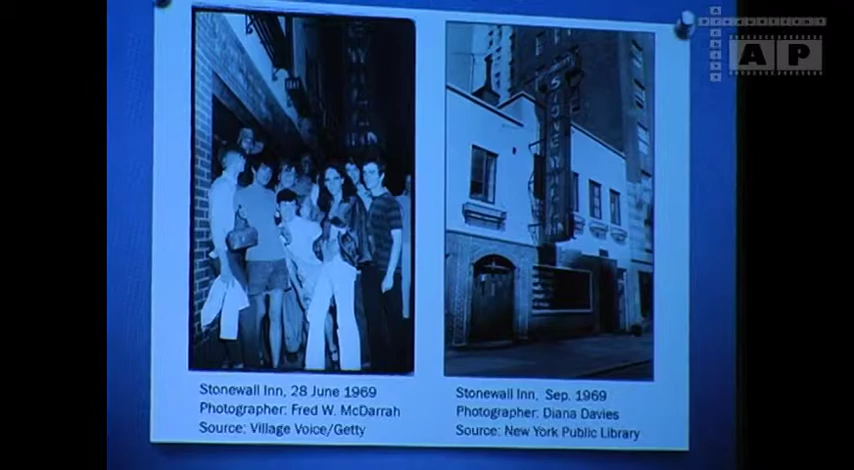 AP
STONEWALL
Stonewall Inn, 28 June 1969
Photographer: Fred W. McDarrah
Source: Village Voice/Getty
Stonewall Inn, Sep. 1969
Photographer: Diana Davies
Source: New York Public Library